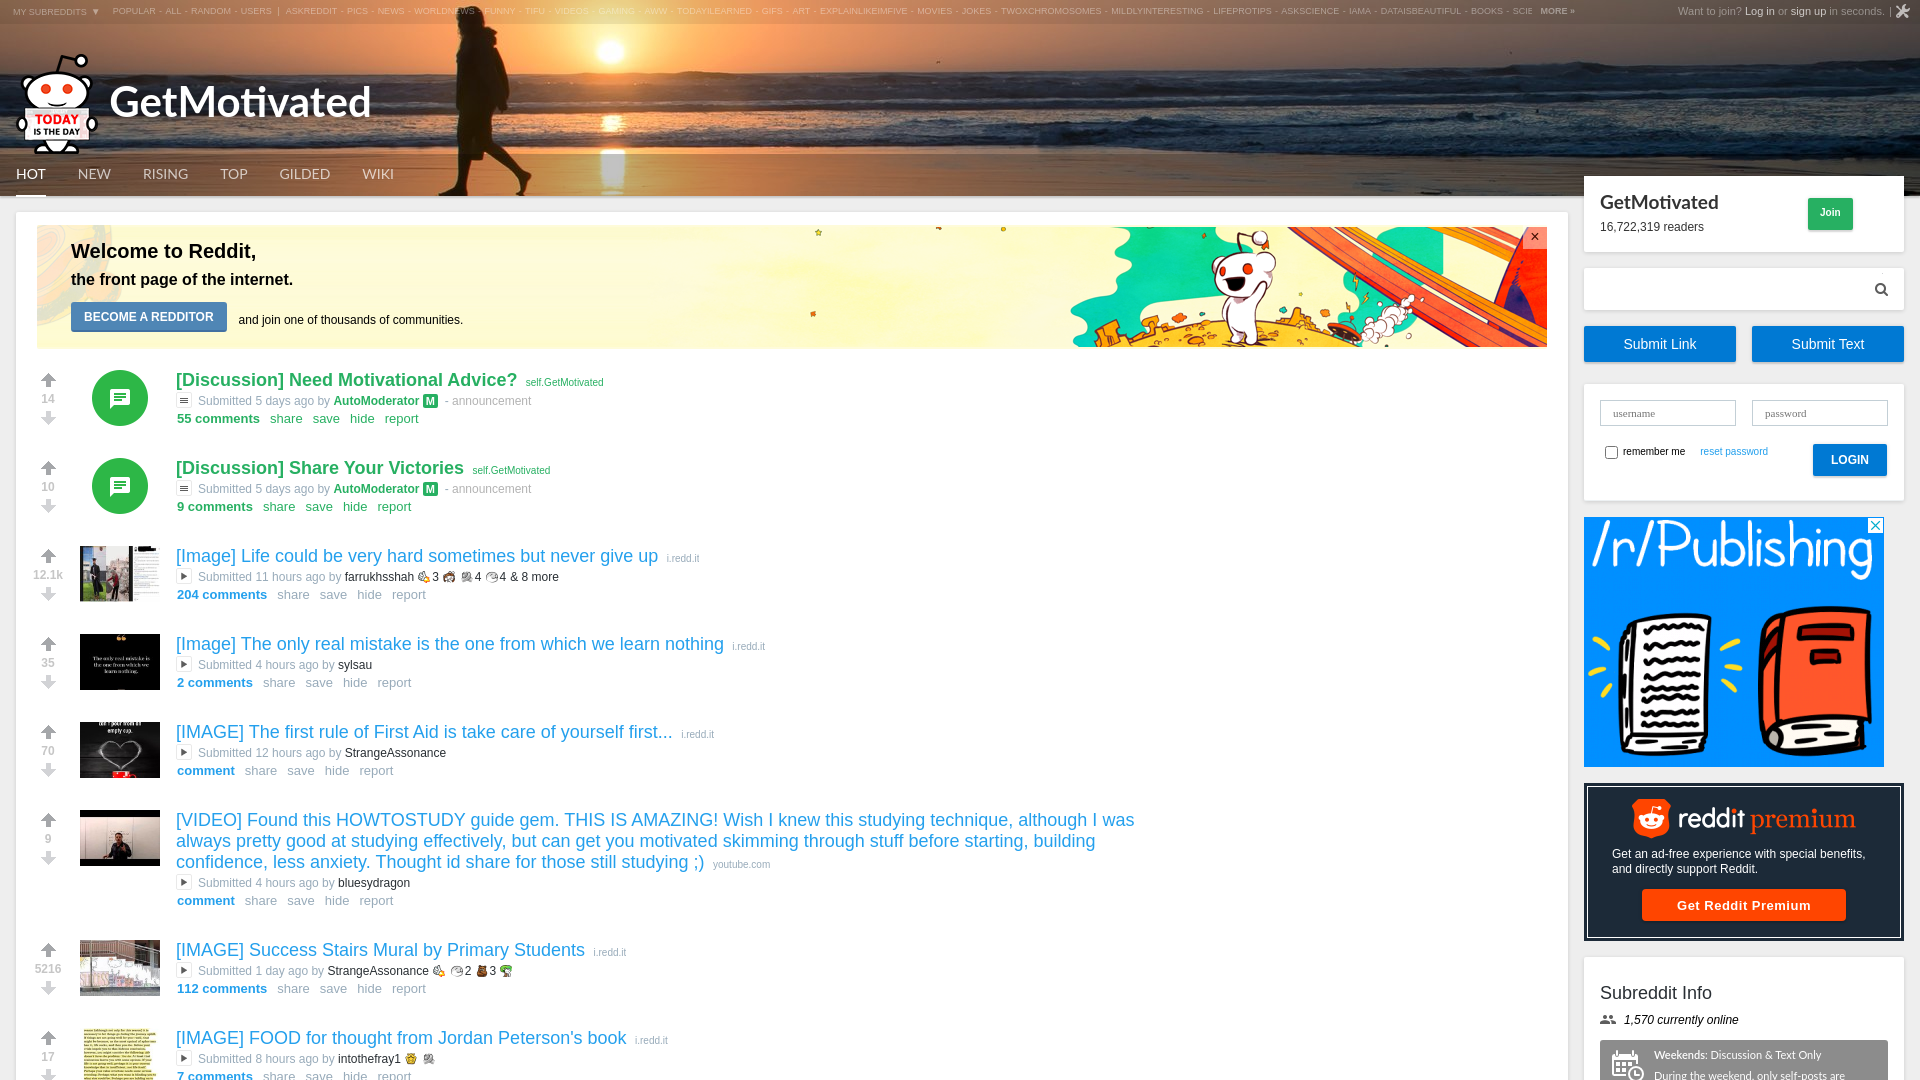 MY SUBREDDITS ▼ POPULAR - ALL - RANDOM - USERS | ASKREDDIT - PICS - NEWS - WORLDNEWS - FUNNY - TIFU - VIDEOS - GAMING - AWW - TODAYILEARNED - GIFS - ART - EXPLAINLIKEIMFIVE - MOVIES - JOKES - TWOXCHROMOSOMES - MILDLYINTERESTING - LIFEPROTIPS - ASKSCIENCE - IAMA - DATAISBEAUTIFUL - BOOKS - SCIE MORE »
Want to join? Log in or sign up in seconds. |
TODAY
IS THE DAY
GetMotivated
HOT NEW RISING TOP GILDED WIKI
Welcome to Reddit,
the front page of the internet.
BECOME A REDDITOR and join one of thousands of communities.
×
14
[Discussion] Need Motivational Advice? self.GetMotivated
Submitted 5 days ago by AutoModerator M - announcement
55 comments share save hide report
10
[Discussion] Share Your Victories self.GetMotivated
Submitted 5 days ago by AutoModerator M - announcement
9 comments share save hide report
12.1k
[Image] Life could be very hard sometimes but never give up i.redd.it
Submitted 11 hours ago by farrukhsshah 3 4 4 & 8 more
204 comments share save hide report
35
The only real mistake is
the one from which we
learn nothing.
[Image] The only real mistake is the one from which we learn nothing i.redd.it
Submitted 4 hours ago by sylsau
2 comments share save hide report
70
empty cup.
[IMAGE] The first rule of First Aid is take care of yourself first... i.redd.it
Submitted 12 hours ago by StrangeAssonance
comment share save hide report
9
[VIDEO] Found this HOWTOSTUDY guide gem. THIS IS AMAZING! Wish I knew this studying technique, although I was
always pretty good at studying effectively, but can get you motivated skimming through stuff before starting, building
confidence, less anxiety. Thought id share for those still studying ;) youtube.com
Submitted 4 hours ago by bluesydragon
comment share save hide report
5216
[IMAGE] Success Stairs Mural by Primary Students i.redd.it
Submitted 1 day ago by StrangeAssonance 2 3
112 comments share save hide report
17
[IMAGE] FOOD for thought from Jordan Peterson's book i.redd.it
Submitted 8 hours ago by intothefray1
7 comments share save hide report
GetMotivated
16,722,319 readers
Join
Submit Link Submit Text
username password
remember me reset password LOGIN
/r/Publishing
reddit premium
Get an ad-free experience with special benefits,
and directly support Reddit.
Get Reddit Premium
Subreddit Info
1,570 currently online
Weekends: Discussion & Text Only
During the weekend, only self-posts are